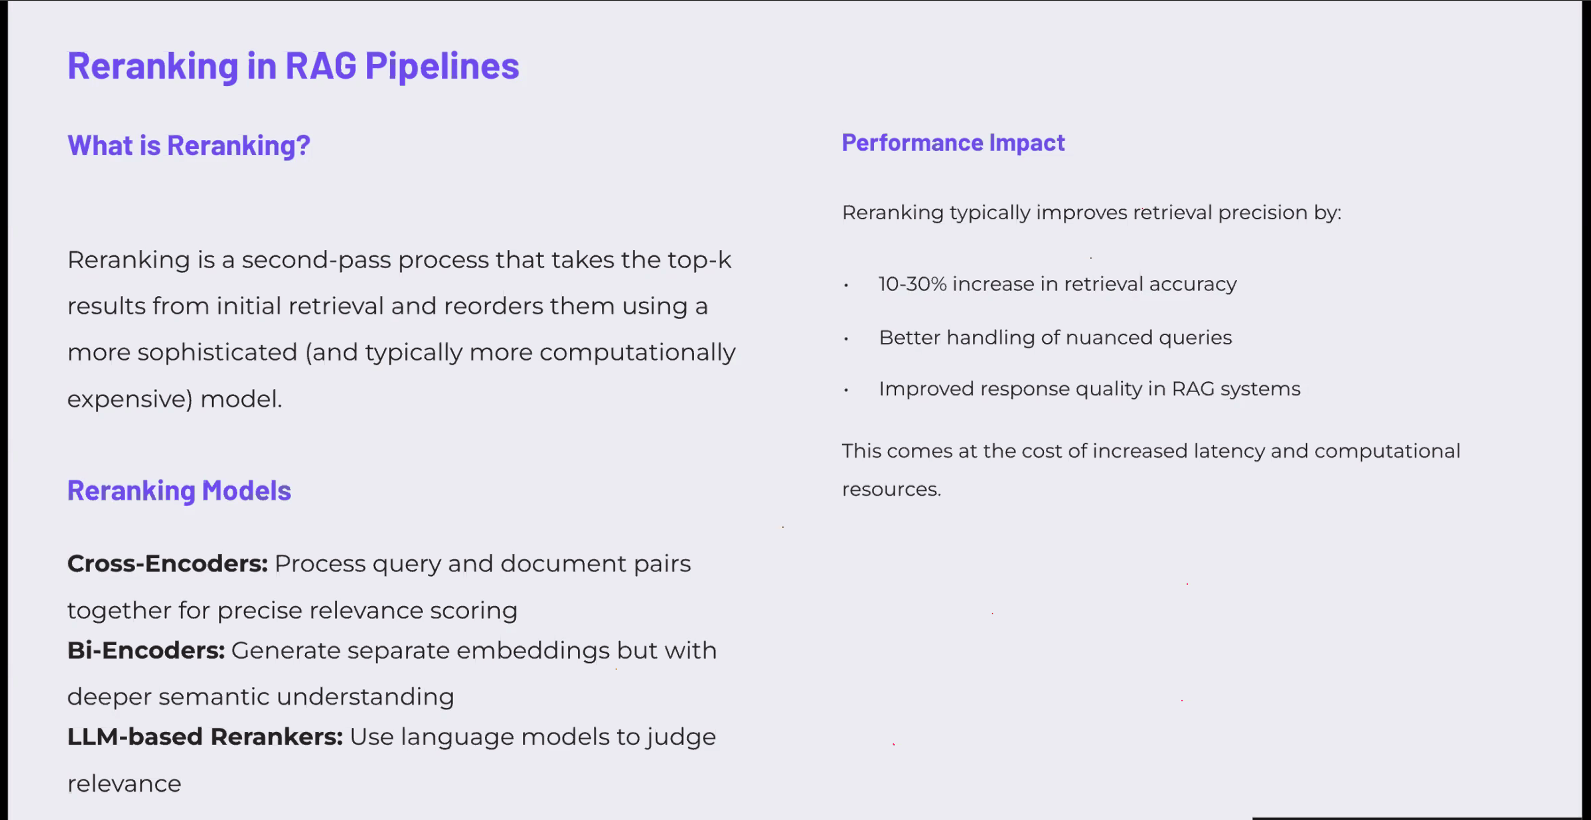 Reranking in RAG Pipelines
What is Reranking?
Reranking is a second-pass process that takes the top-k
results from initial retrieval and reorders them using a
more sophisticated (and typically more computationally
expensive) model.
Reranking Models
Cross-Encoders: Process query and document pairs
together for precise relevance scoring
Bi-Encoders: Generate separate embeddings but with
deeper semantic understanding
LLM-based Rerankers: Use language models to judge
relevance
Performance Impact
Reranking typically improves retrieval precision by:
• 10-30% increase in retrieval accuracy
• Better handling of nuanced queries
• Improved response quality in RAG systems
This comes at the cost of increased latency and computational
resources.